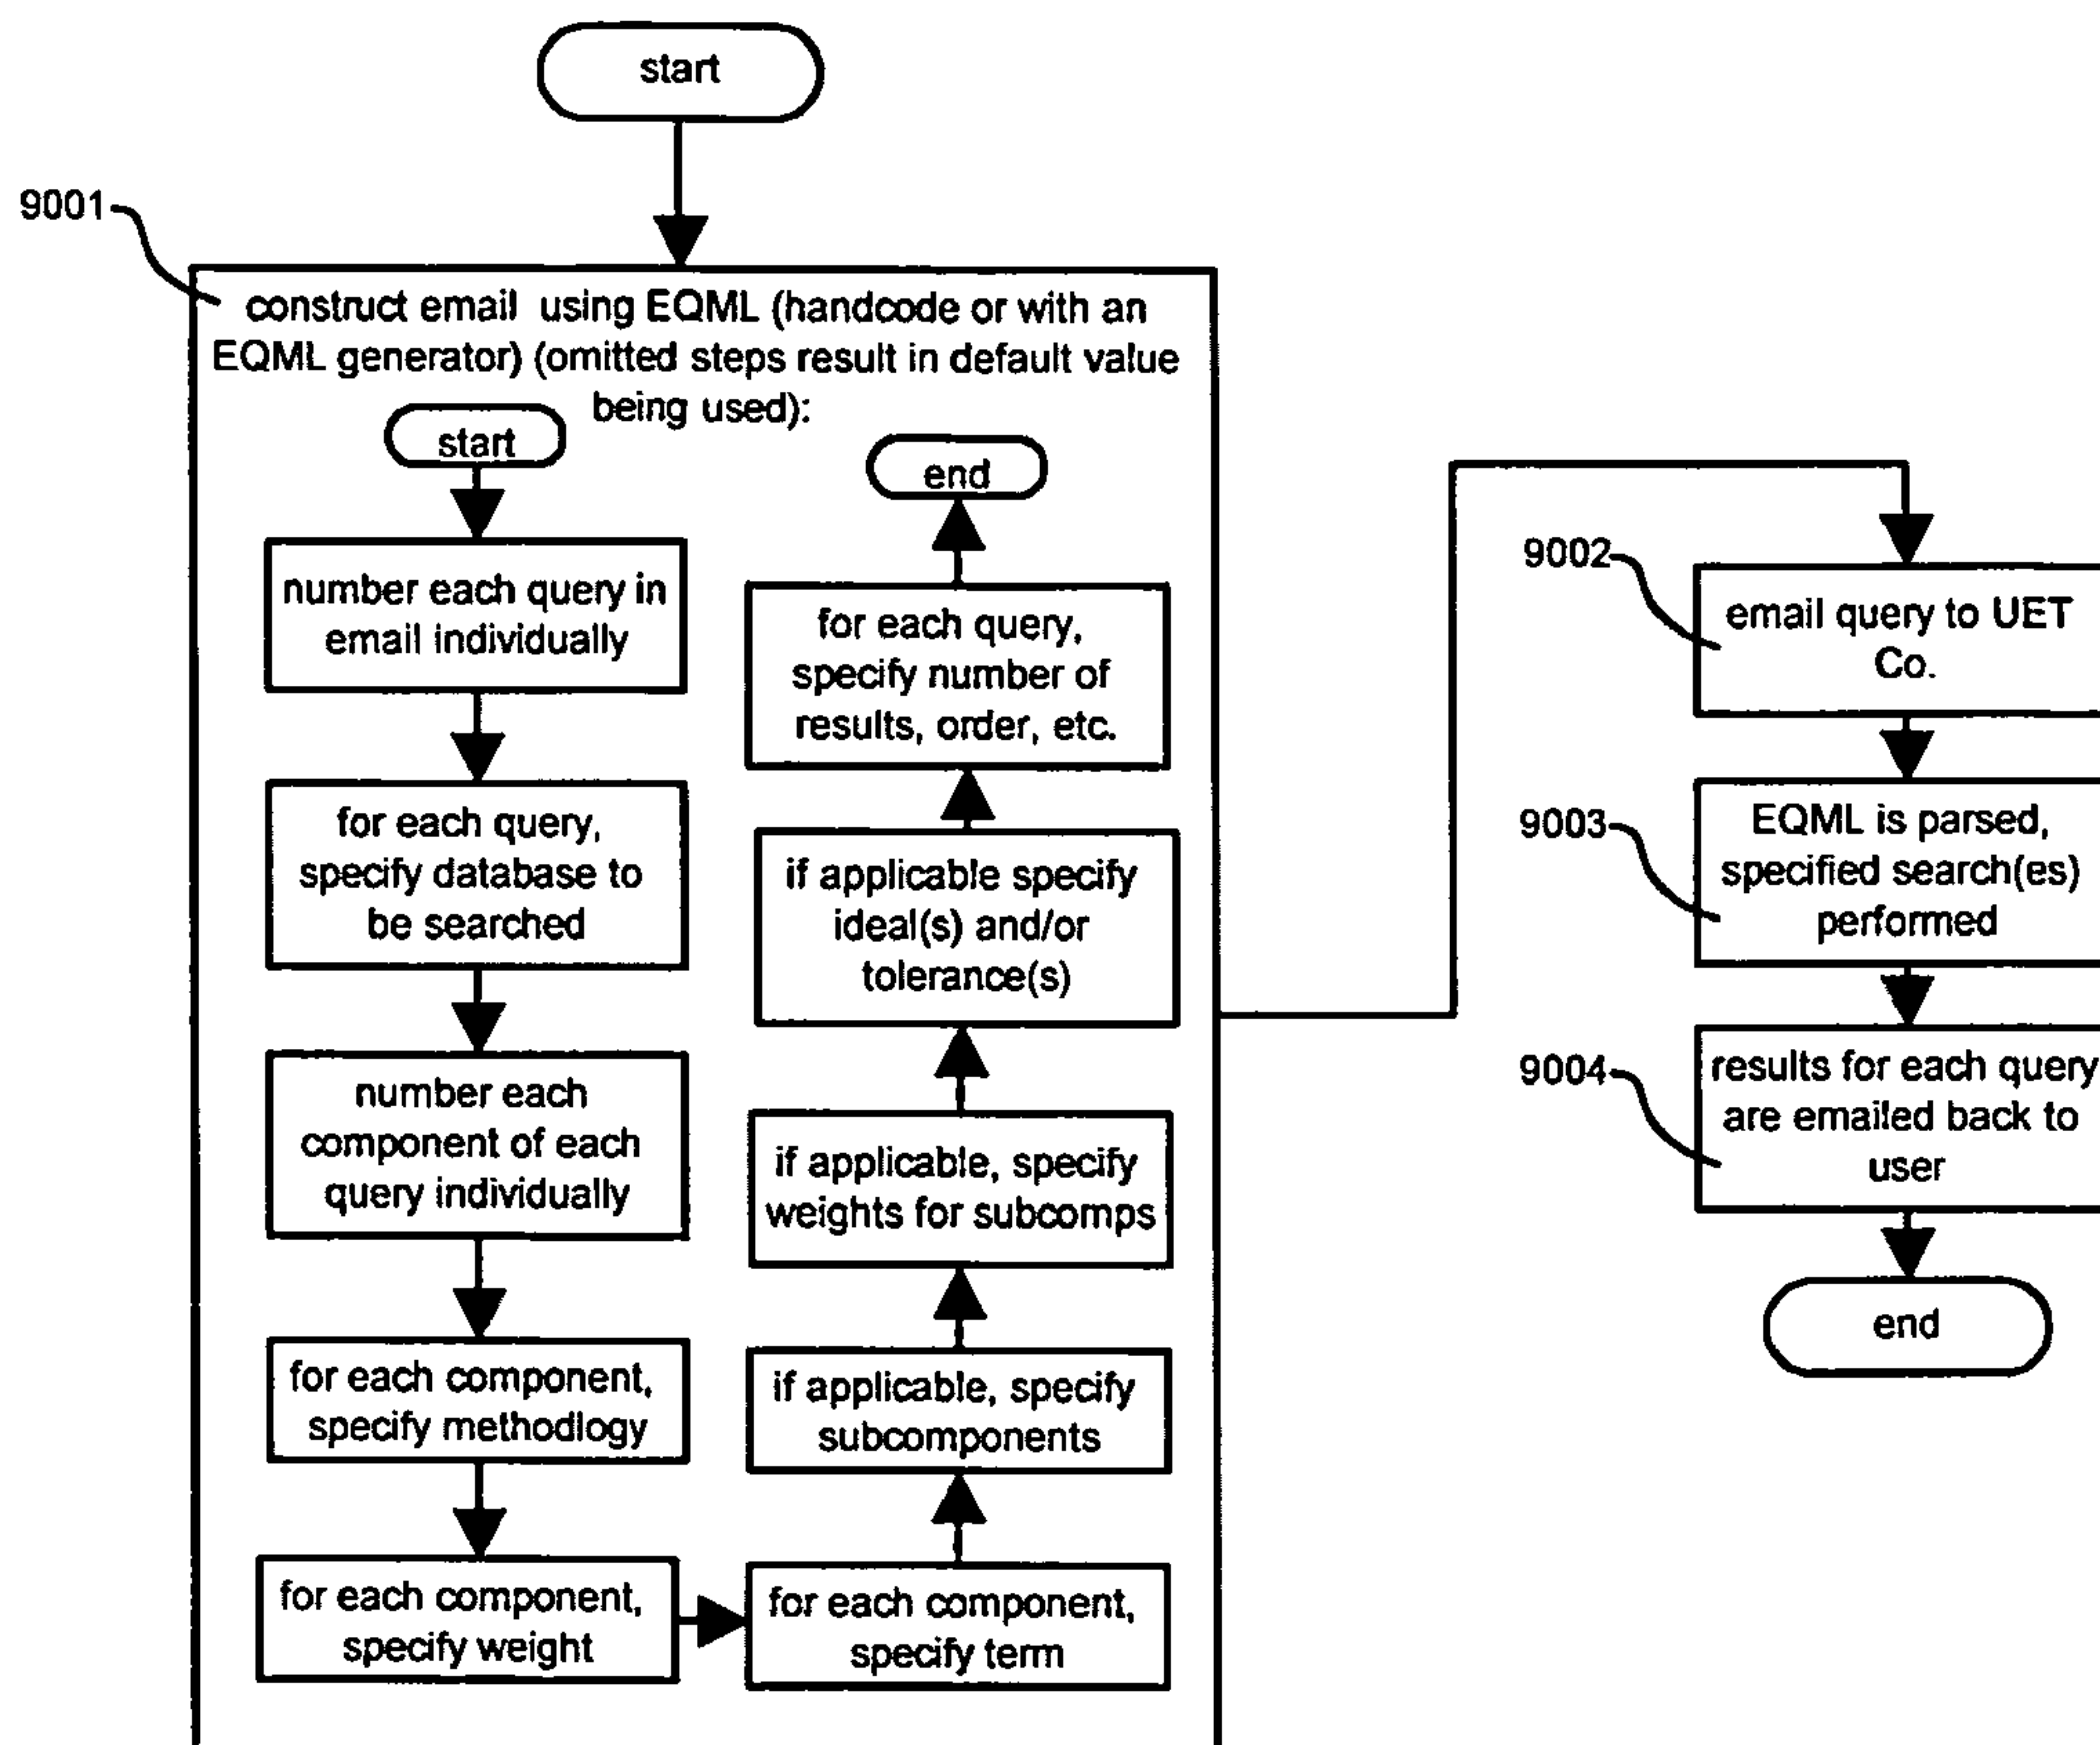 start
9001
construct email using EQML (handcode or with an
EQML generator) (omitted steps result in default value
being used):
start
number each query in
email individually
for each query,
specify database to
be searched
number each
component of each
query individually
for each component,
specify methodlogy
for each component,
specify weight
for each component,
specify term
if applicable, specify
subcomponents
if applicable, specify
weights for subcomps
if applicable specify
ideal(s) and/or
tolerance(s)
for each query,
specify number of
results, order, etc.
end
9002
email query to UET
Co.
9003
EQML is parsed,
specified search(es)
performed
9004
results for each query
are emailed back to
user
end